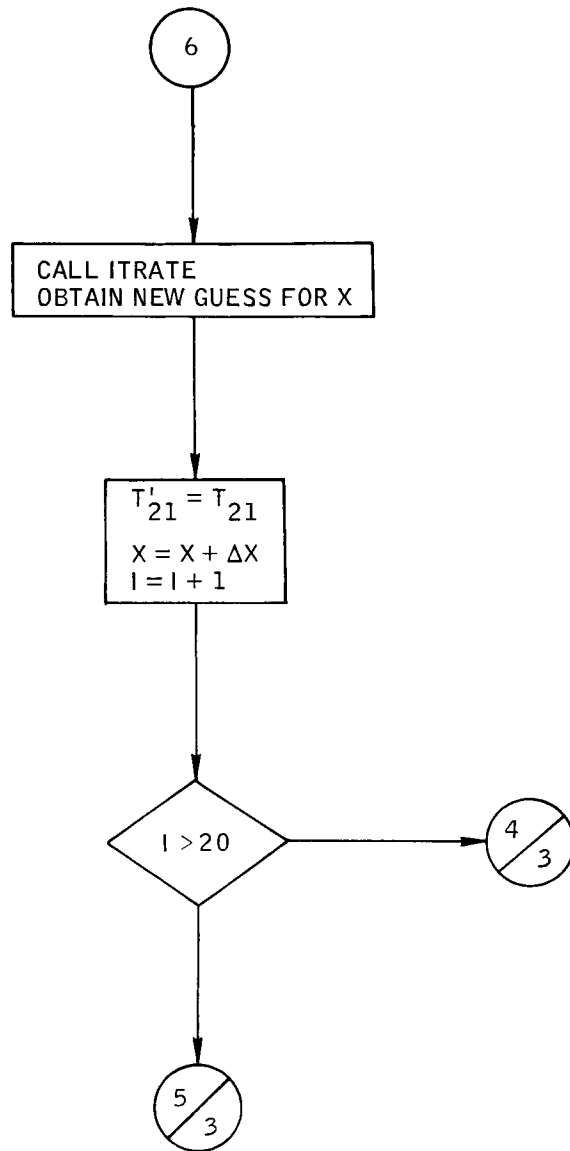 6
CALL ITRATE
OBTAIN NEW GUESS FOR X
T'21 = T21
X = X + ΔX
I = I + 1
I > 20
4
3
5
3